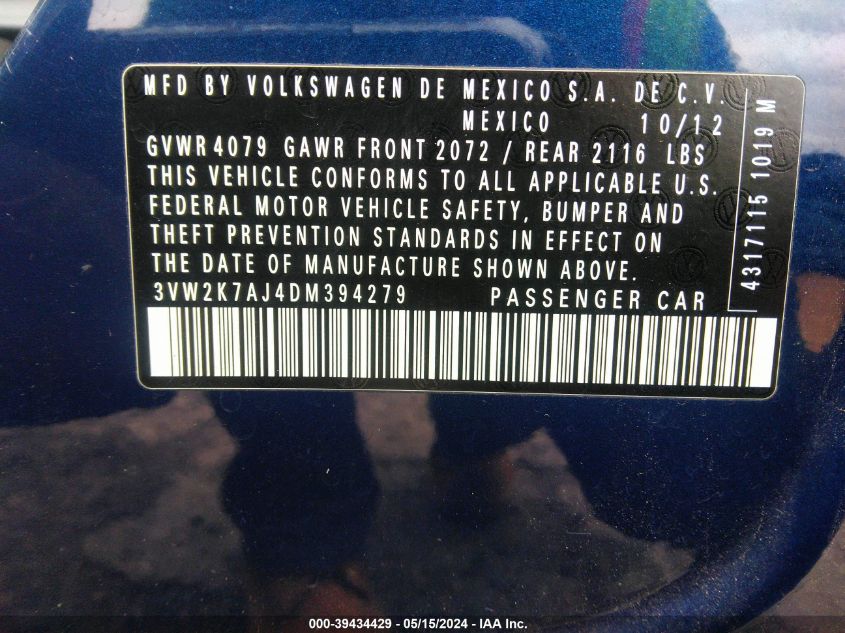 MFD BY VOLKSWAGEN DE MEXICO S.A. DE C.V.
MEXICO 10/12
GVWR 4079 GAWR FRONT 2072 / REAR 2116 LBS
THIS VEHICLE CONFORMS TO ALL APPLICABLE U.S.
FEDERAL MOTOR VEHICLE SAFETY, BUMPER AND
THEFT PREVENTION STANDARDS IN EFFECT ON
THE DATE OF MANUFACTURE SHOWN ABOVE.
3VW2K7AJ4DM394279 PASSENGER CAR
4317115 1019 M
000-39434429 - 05/15/2024 - IAA Inc.